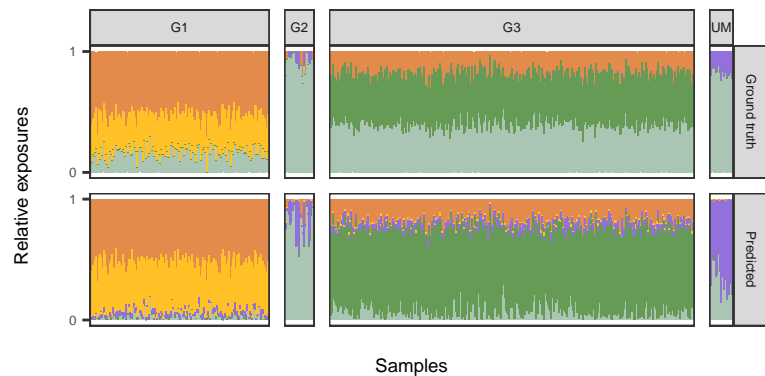 G1 G2 G3 UM
1
0
Ground truth
1
0
Predicted
Relative exposures
Samples